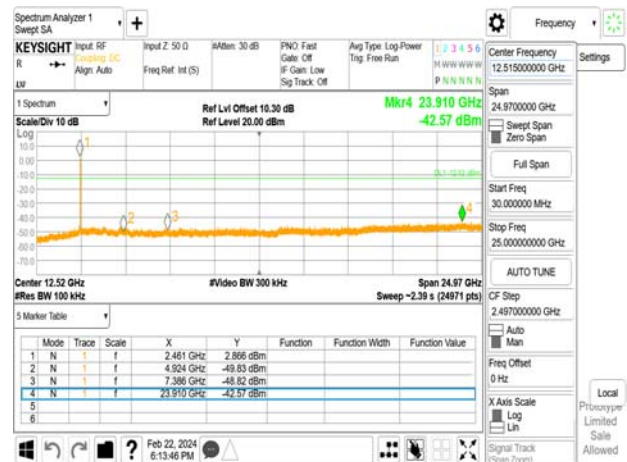 Spectrum Analyzer 1
Swept SA
Frequency
KEYSIGHT Input: RF Input Z: 50 Ω #Atten: 30 dB PNO: Fast Avg Type: Log-Power 1 2 3 4 5 6
R Coupling: DC Gate: Off Trig: Free Run M W W W W W
Align: Auto Freq Ref: Int (S) IF Gain: Low P N N N N N
Sig Track: Off
1 Spectrum Ref Lvl Offset 10.30 dB Mkr4 23.910 GHz
Scale/Div 10 dB Ref Level 20.00 dBm -42.57 dBm
Log
10.0
0.00
-10.0
-20.0
-30.0
-40.0
-50.0
-60.0
-70.0
1
2
3
4
Center 12.52 GHz #Video BW 300 kHz Span 24.97 GHz
#Res BW 100 kHz Sweep ~2.39 s (24971 pts)
5 Marker Table
Mode Trace Scale X Y Function Function Width Function Value
1 N 1 f 2.461 GHz 2.866 dBm
2 N 1 f 4.924 GHz -49.83 dBm
3 N 1 f 7.386 GHz -48.82 dBm
4 N 1 f 23.910 GHz -42.57 dBm
5
6
Feb 22, 2024
6:13:46 PM
Center Frequency
12.515000000 GHz
Settings
Span
24.9700000 GHz
Swept Span
Zero Span
Full Span
Start Freq
30.000000 MHz
Stop Freq
25.000000000 GHz
AUTO TUNE
CF Step
2.497000000 GHz
Auto
Man
Freq Offset
0 Hz
X Axis Scale
Log
Lin
Signal Track
(Span Zoom)
Local
Prototype
Limited
Sale
Allowed